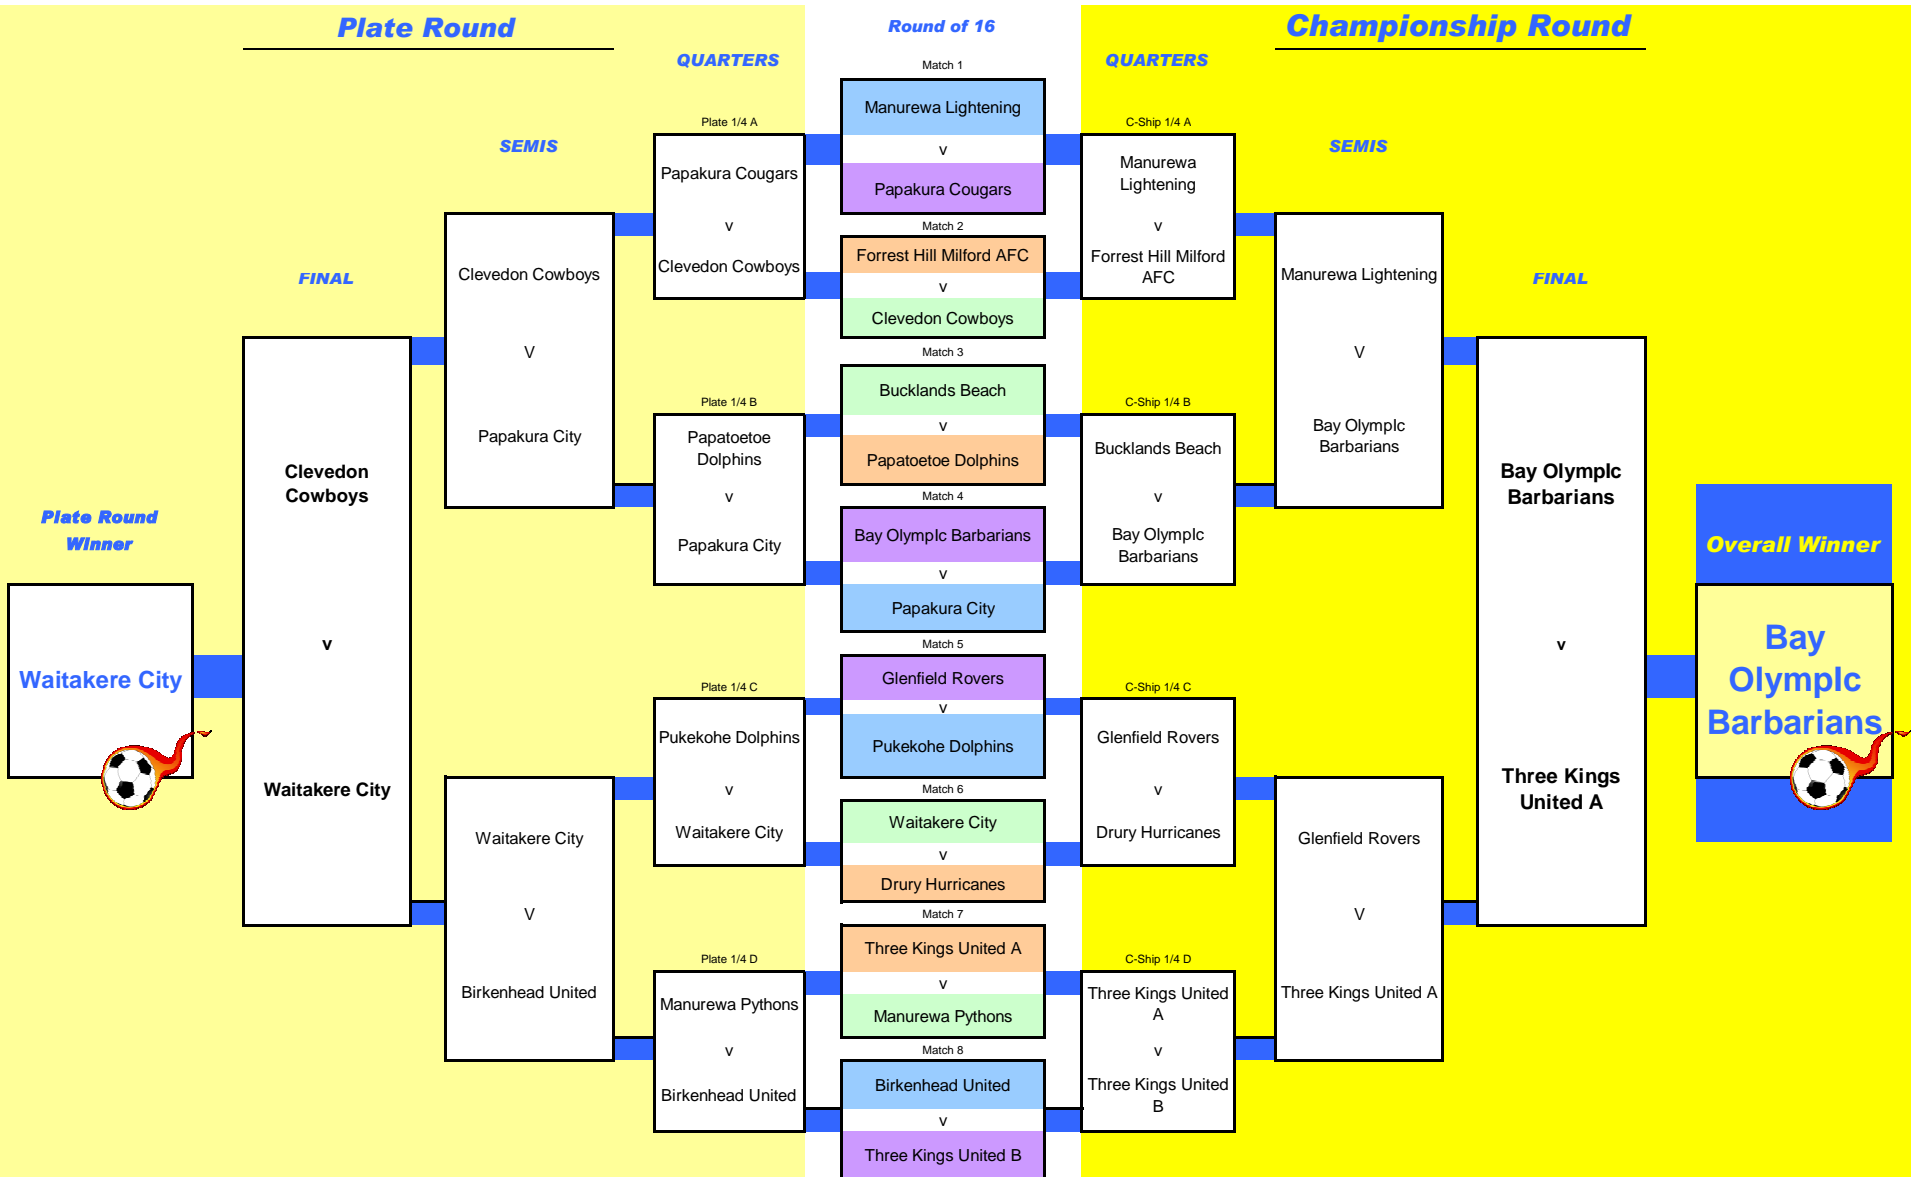 Plate Round
Round of 16
Championship Round
QUARTERS
Match 1
QUARTERS
Manurewa Lightening
v
Papakura Cougars
Plate 1/4 A
C-Ship 1/4 A
SEMIS
SEMIS
Papakura Cougars
v
Clevedon Cowboys
Manurewa
Lightening
v
Forrest Hill Milford
AFC
Match 2
Forrest Hill Milford AFC
v
Clevedon Cowboys
FINAL
FINAL
Clevedon Cowboys
V
Papakura City
Manurewa Lightening
V
Bay OlympIc
Barbarians
Match 3
Bucklands Beach
v
Papatoetoe Dolphins
Plate 1/4 B
C-Ship 1/4 B
Papatoetoe
Dolphins
v
Papakura City
Bucklands Beach
v
Bay OlympIc
Barbarians
Match 4
Bay OlympIc Barbarians
v
Papakura City
Clevedon
Cowboys
v
Waitakere City
Bay OlympIc
Barbarians
v
Three Kings
United A
Plate Round
Winner
Waitakere City
Overall Winner
Bay
OlympIc
Barbarians
Match 5
Glenfield Rovers
v
Pukekohe Dolphins
Plate 1/4 C
C-Ship 1/4 C
Pukekohe Dolphins
v
Waitakere City
Glenfield Rovers
v
Drury Hurricanes
Match 6
Waitakere City
v
Drury Hurricanes
Waitakere City
V
Birkenhead United
Glenfield Rovers
V
Three Kings United A
Match 7
Three Kings United A
v
Manurewa Pythons
Plate 1/4 D
C-Ship 1/4 D
Manurewa Pythons
v
Birkenhead United
Three Kings United
A
v
Three Kings United
B
Match 8
Birkenhead United
v
Three Kings United B